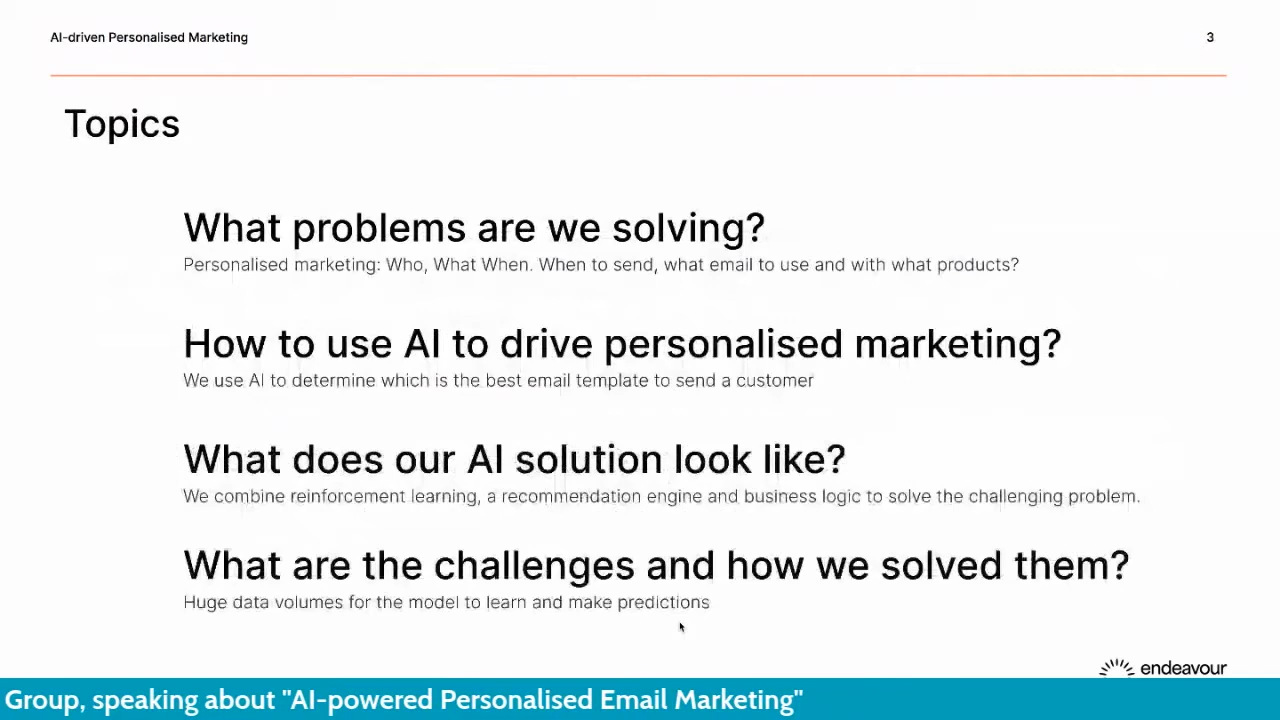 AI-driven Personalised Marketing
3
Topics
What problems are we solving?
Personalised marketing: Who, What When. When to send, what email to use and with what products?
How to use AI to drive personalised marketing?
We use AI to determine which is the best email template to send a customer
What does our AI solution look like?
We combine reinforcement learning, a recommendation engine and business logic to solve the challenging problem.
What are the challenges and how we solved them?
Huge data volumes for the model to learn and make predictions
endeavour
Group, speaking about "AI-powered Personalised Email Marketing"